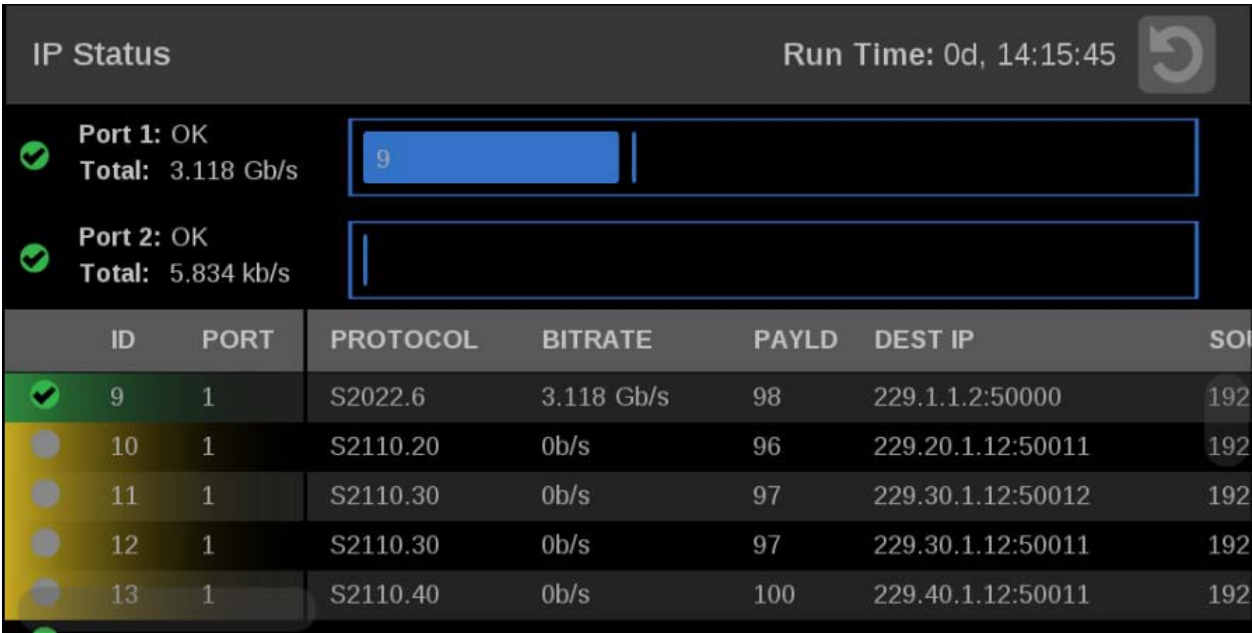 IP Status Run Time: 0d, 14:15:45
Port 1: OK
Total: 3.118 Gb/s
9
Port 2: OK
Total: 5.834 kb/s
ID PORT PROTOCOL BITRATE PAYLD DEST IP SOU
9 1 S2022.6 3.118 Gb/s 98 229.1.1.2:50000 192
10 1 S2110.20 0b/s 96 229.20.1.12:50011 192
11 1 S2110.30 0b/s 97 229.30.1.12:50012 192
12 1 S2110.30 0b/s 97 229.30.1.12:50011 192
13 1 S2110.40 0b/s 100 229.40.1.12:50011 192